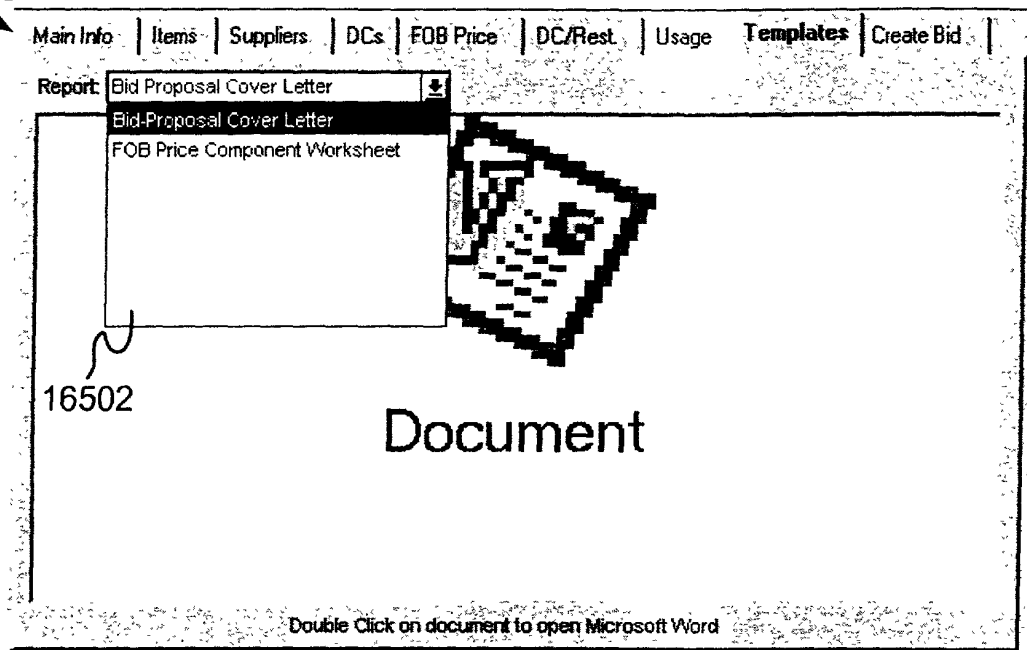 Main Info Items Suppliers DCs FOB Price DC/Rest. Usage Templates Create Bid
Report: Bid Proposal Cover Letter
Bid-Proposal Cover Letter
FOB Price Component Worksheet
16502
Document
Double Click on document to open Microsoft Word